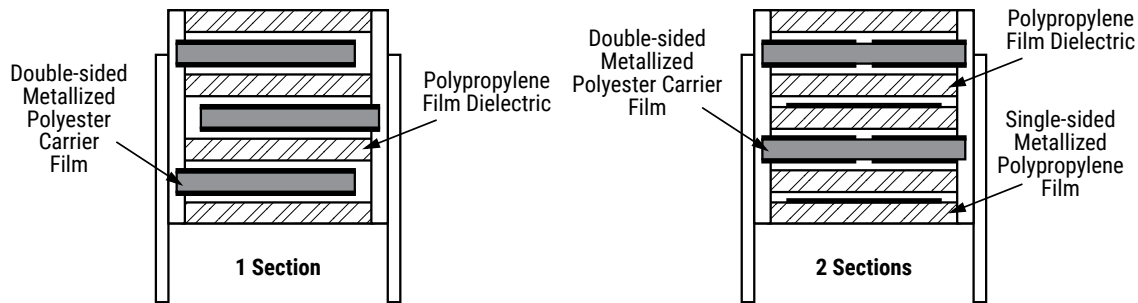 Double-sided
Metallized
Polyester
Carrier
Film
Polypropylene
Film Dielectric
1 Section
Double-sided
Metallized
Polyester Carrier
Film
Polypropylene
Film Dielectric
Single-sided
Metallized
Polypropylene
Film
2 Sections